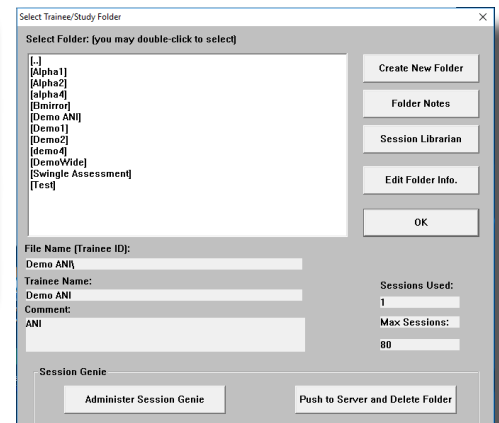 Select Trainee/Study Folder
Select Folder: (you may double-click to select)
[..]
[Alpha1]
[Alpha2]
[alpha4]
[Bmirror]
[Demo ANI]
[Demo1]
[Demo2]
[demo4]
[DemoWide]
[Swingle Assessment]
[Test]
Create New Folder
Folder Notes
Session Librarian
Edit Folder Info.
OK
File Name (Trainee ID):
Demo ANI\
Trainee Name:
Demo ANI
Comment:
ANI
Sessions Used:
1
Max Sessions:
80
Session Genie
Administer Session Genie
Push to Server and Delete Folder